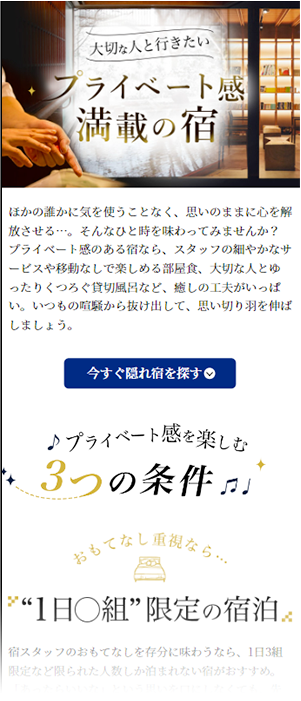 大切な人と行きたい
プライベート感
満載の宿
ほかの誰かに気を使うことなく、思いのままに心を解
放させる…。そんなひと時を味わってみませんか?
プライベート感のある宿なら、スタッフの細やかなサ
ービスや移動なしで楽しめる部屋食、大切な人とゆ
ったりくつろぐ貸切風呂など、癒しの工夫がいっぱ
い。いつもの喧騒から抜け出して、思い切り羽を伸ば
しましょう。
今すぐ隠れ宿を探す
プライベート感を楽しむ
3つの条件
おもてなし重視なら…
“1日〇組”限定の宿泊
宿スタッフのおもてなしを存分に味わうなら、1日3組
限定など限られた人数しか泊まれない宿がおすすめ。